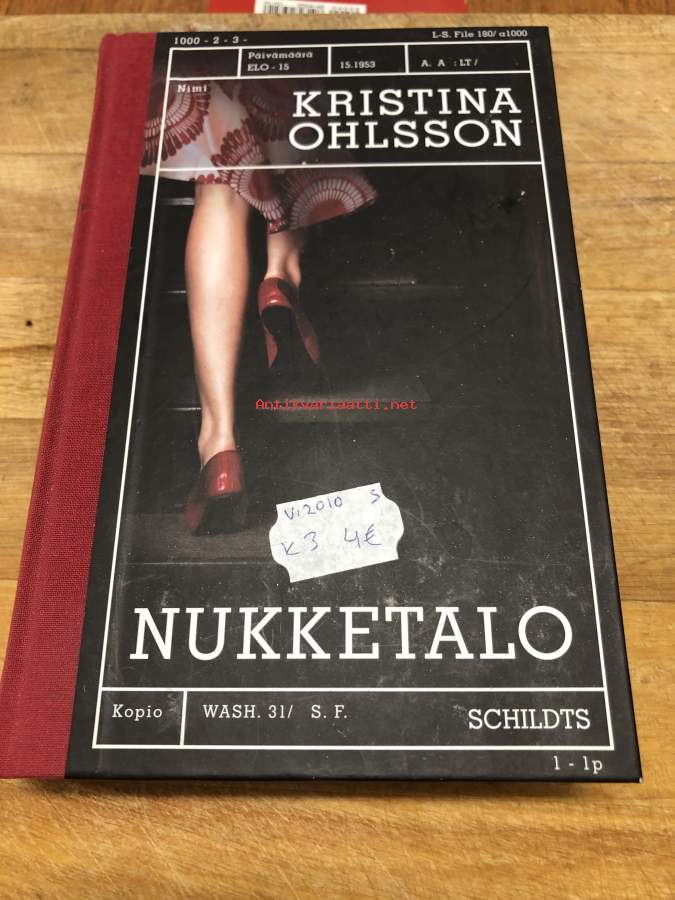 1000 - 2 - 3 -
L-S. File 180/ a1000
Päivämäärä
ELO - 15
15.1953
A. A : LT /
Nimi
KRISTINA
OHLSSON
Antikvariaatti.net
V:2010 S
K3 4€
NUKKETALO
Kopio
WASH. 31/ S. F.
SCHILDTS
1 - 1p